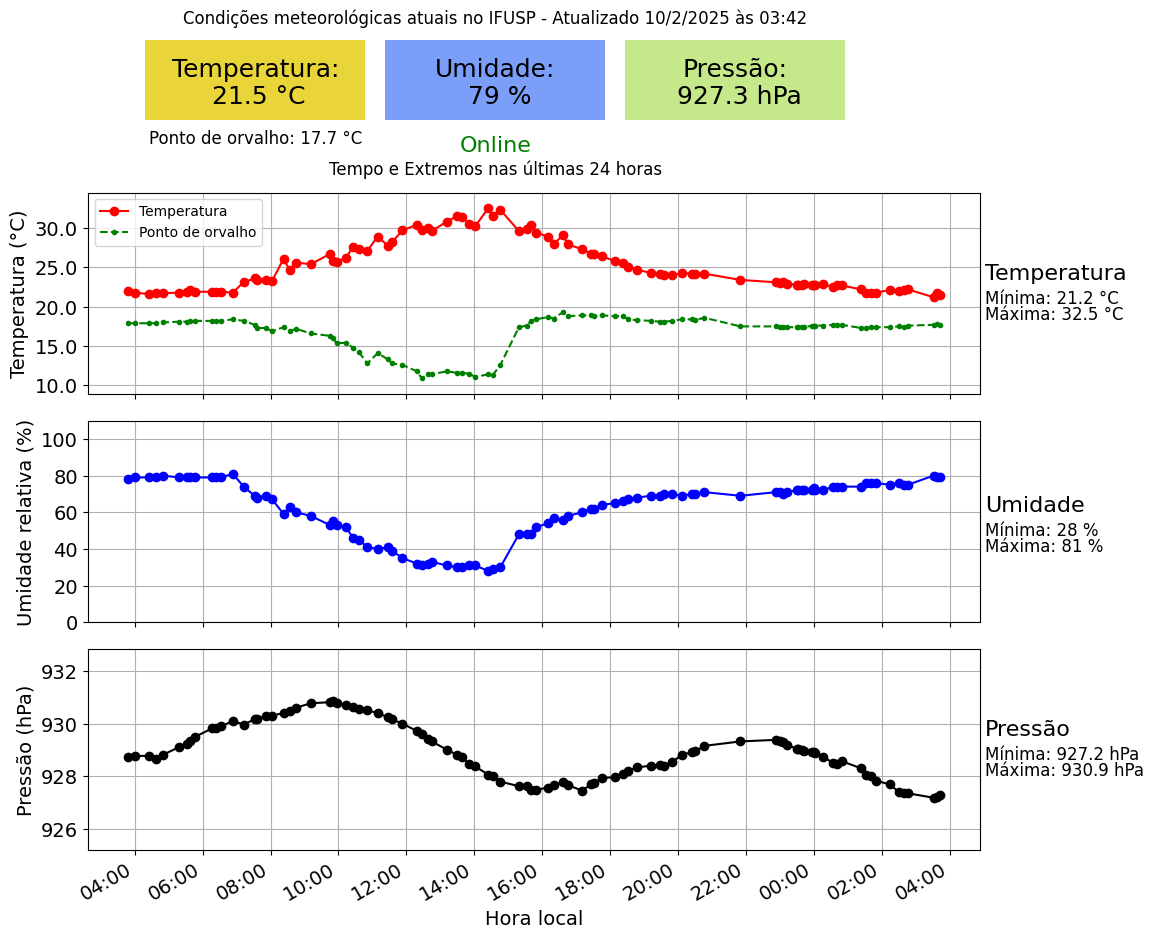 Condições meteorológicas atuais no IFUSP - Atualizado 10/2/2025 às 03:42
Temperatura:
21.5 °C
Umidade:
79 %
Pressão:
927.3 hPa
Ponto de orvalho: 17.7 °C
Online
Tempo e Extremos nas últimas 24 horas
Temperatura
Ponto de orvalho
Temperatura (°C)
30.0
25.0
20.0
15.0
10.0
Temperatura
Mínima: 21.2 °C
Máxima: 32.5 °C
Umidade relativa (%)
100
80
60
40
20
0
Umidade
Mínima: 28 %
Máxima: 81 %
Pressão (hPa)
932
930
928
926
Pressão
Mínima: 927.2 hPa
Máxima: 930.9 hPa
04:00 06:00 08:00 10:00 12:00 14:00 16:00 18:00 20:00 22:00 00:00 02:00 04:00
Hora local